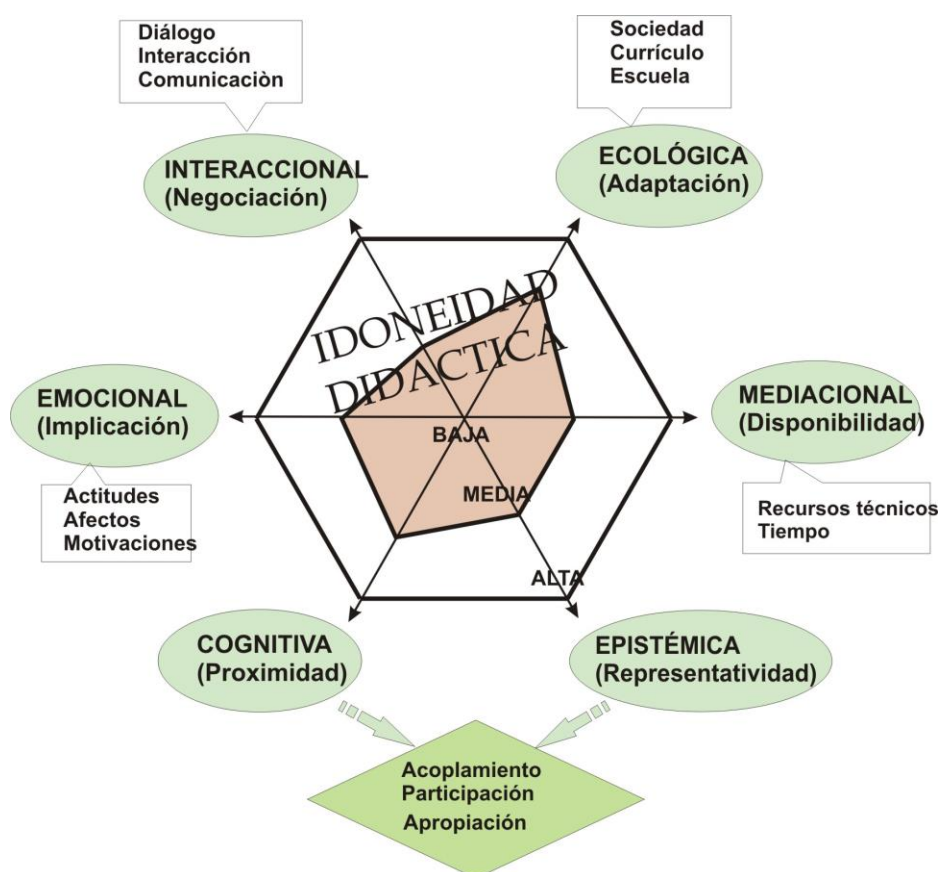 Diálogo
Interacción
Comunicaciòn
Sociedad
Currículo
Escuela
INTERACCIONAL
(Negociación)
ECOLÓGICA
(Adaptación)
IDONEIDAD
DIDACTICA
EMOCIONAL
(Implicación)
MEDIACIONAL
(Disponibilidad)
BAJA
MEDIA
ALTA
Actitudes
Afectos
Motivaciones
Recursos técnicos
Tiempo
COGNITIVA
(Proximidad)
EPISTÉMICA
(Representatividad)
Acoplamiento
Participación
Apropiación